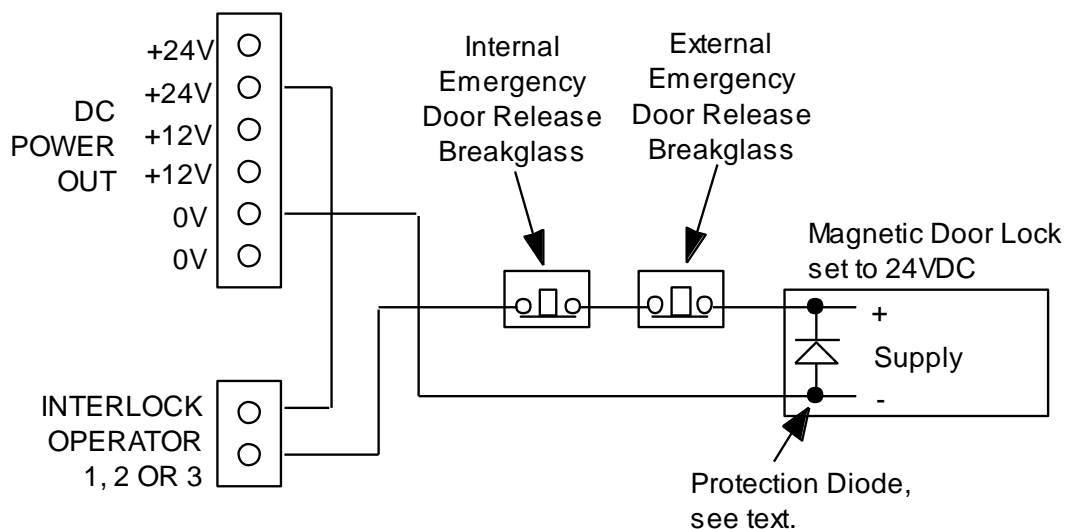 +24V
+24V
+12V
+12V
0V
0V
DC
POWER
OUT
Internal
Emergency
Door Release
Breakglass
External
Emergency
Door Release
Breakglass
Magnetic Door Lock
set to 24VDC
+
Supply
-
INTERLOCK
OPERATOR
1, 2 OR 3
Protection Diode,
see text.